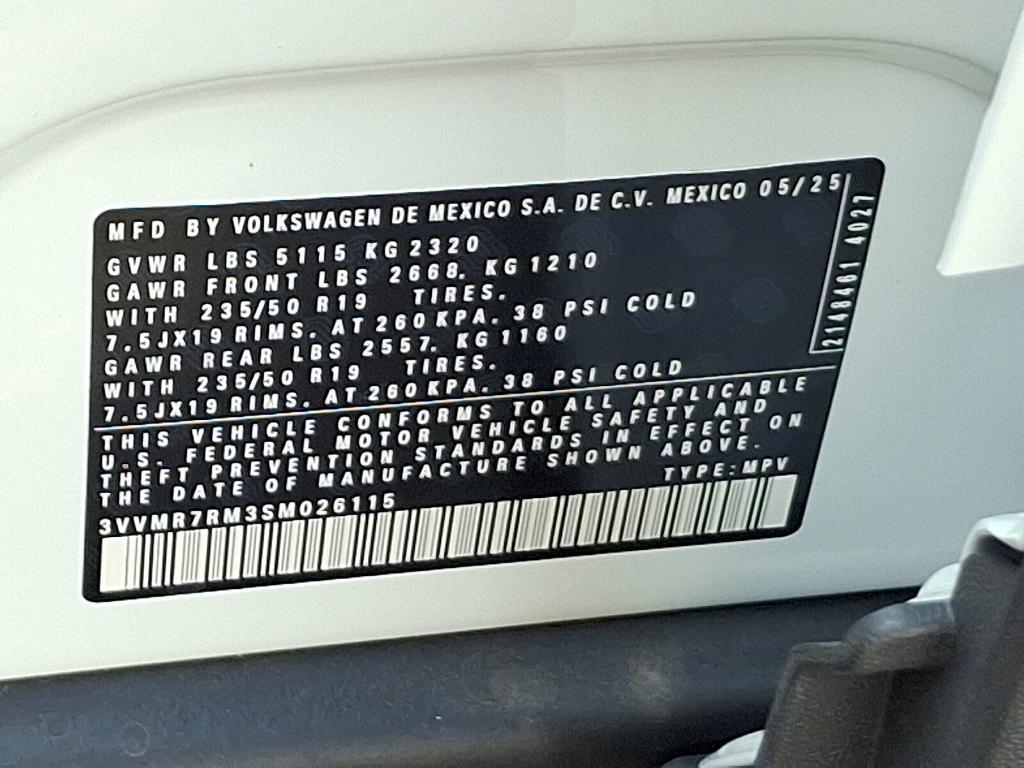 MFD BY VOLKSWAGEN DE MEXICO S.A. DE C.V. MEXICO 05/25
GVWR LBS 5115 KG 2320
GAWR FRONT LBS 2668. KG 1210
WITH 235/50 R19 TIRES.
7.5JX19 RIMS. AT 260 KPA. 38 PSI COLD
GAWR REAR LBS 2557. KG 1160
WITH 235/50 R19 TIRES.
7.5JX19 RIMS. AT 260 KPA. 38 PSI COLD
2148461 4027
THIS VEHICLE CONFORMS TO ALL APPLICABLE
U.S. FEDERAL MOTOR VEHICLE SAFETY AND
THEFT PREVENTION STANDARDS IN EFFECT ON
THE DATE OF MANUFACTURE SHOWN ABOVE.
3VVMR7RM3SM026115 TYPE: MPV